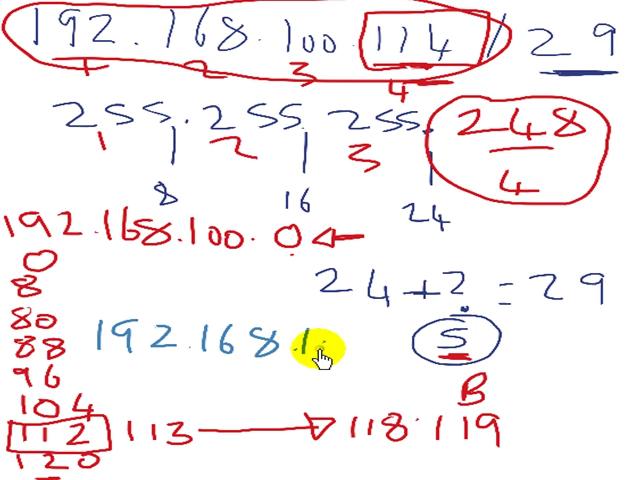 192.168.100.114/29
1 2 3 4
255.255.255.248
1 2 3 4
8 16 24
192.168.100.0
0
8
24+?=29
80
192.168.1
5
88
96
B
104
112 113 118.119
120